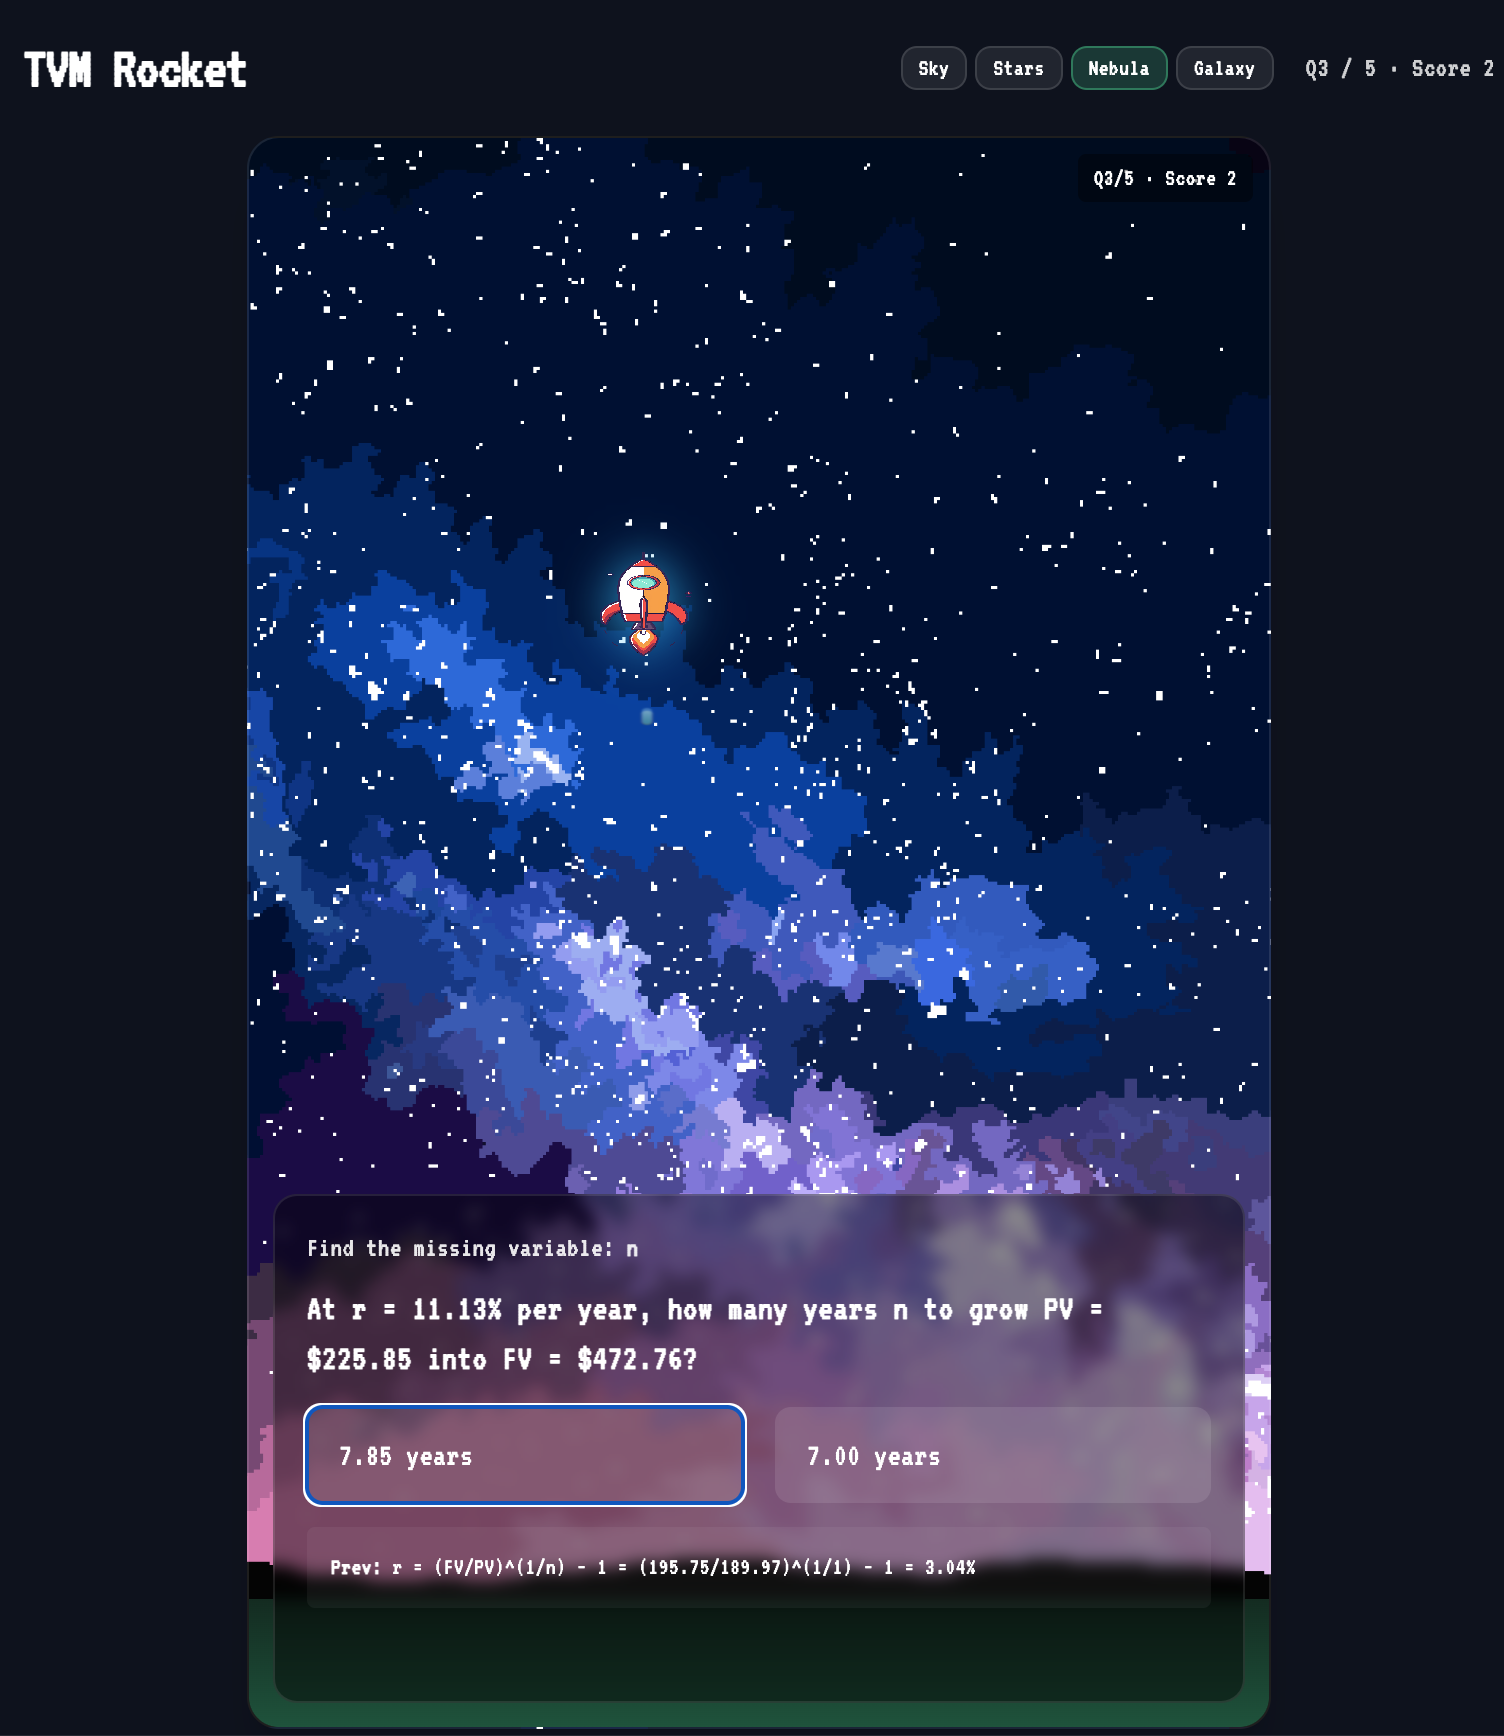 TVM Rocket
Sky
Stars
Nebula
Galaxy
Q3 / 5 · Score 2
Q3/5 · Score 2
Find the missing variable: n
At r = 11.13% per year, how many years n to grow PV =
$225.85 into FV = $472.76?
7.85 years
7.00 years
Prev: r = (FV/PV)^(1/n) - 1 = (195.75/189.97)^(1/1) - 1 = 3.04%